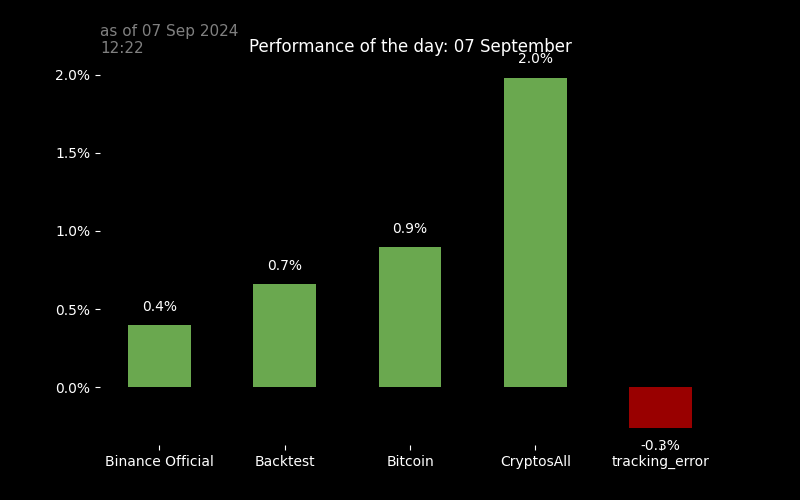 as of 07 Sep 2024
12:22
Performance of the day: 07 September
2.0%
2.0%
1.5%
1.0%
0.9%
0.7%
0.5%
0.4%
0.0%
-0.3%
Binance Official
Backtest
Bitcoin
CryptosAll
tracking_error